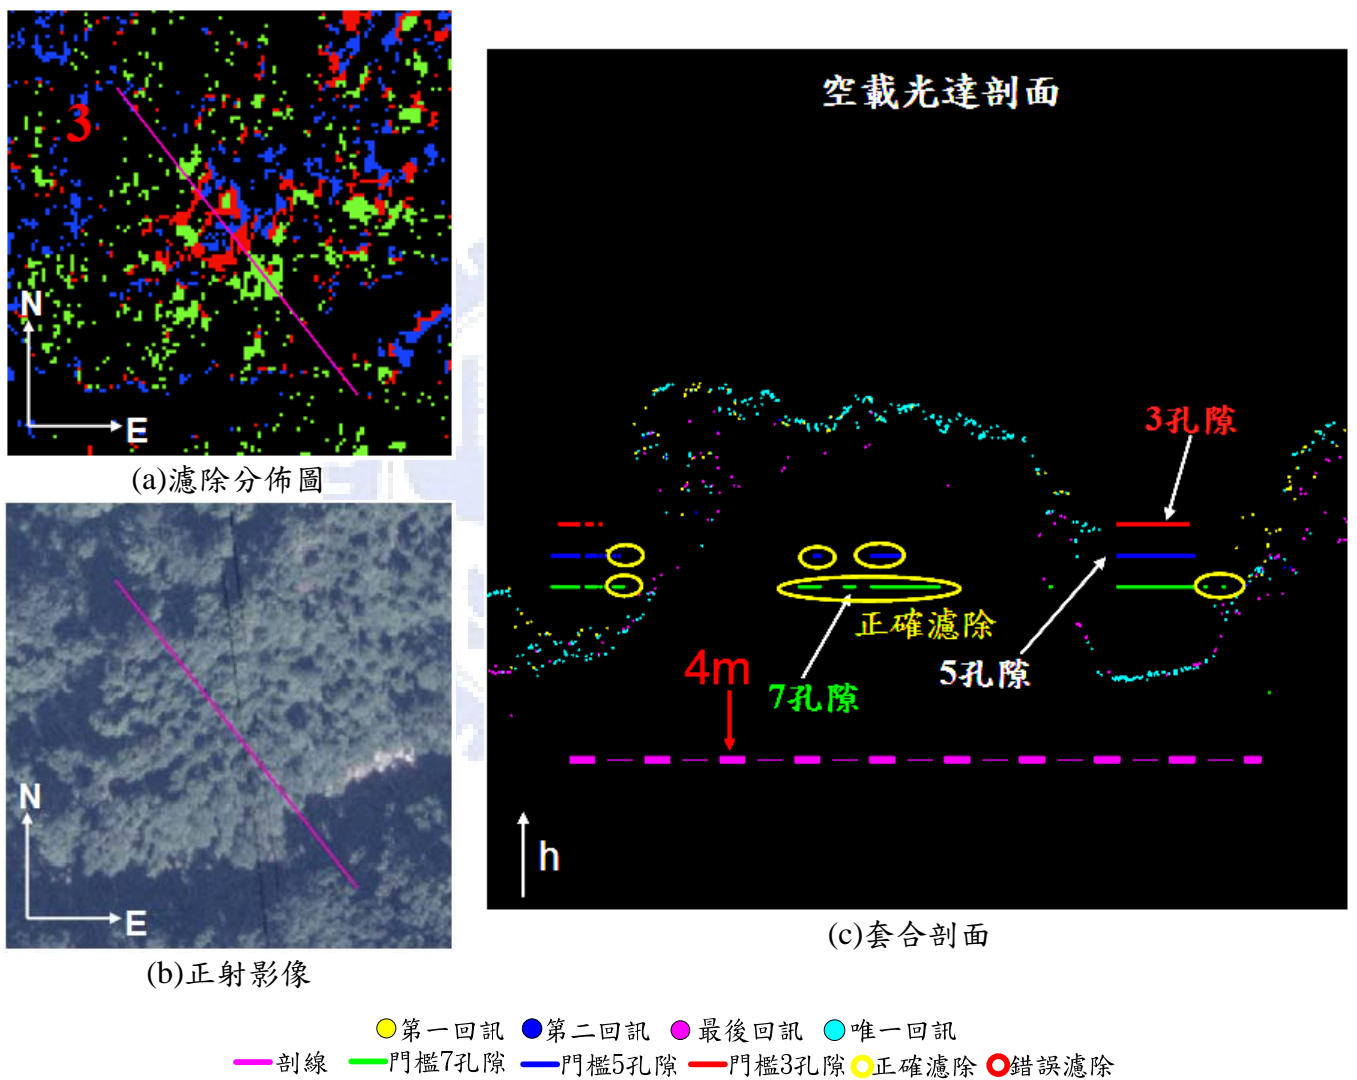 3
N
E
(a)濾除分佈圖
N
E
(b)正射影像
空載光達剖面
3孔隙
正確濾除
5孔隙
7孔隙
4m
h
(c)套合剖面
第一回訊 第二回訊 最後回訊 唯一回訊
剖線 門檻7孔隙 門檻5孔隙 門檻3孔隙 正確濾除 錯誤濾除